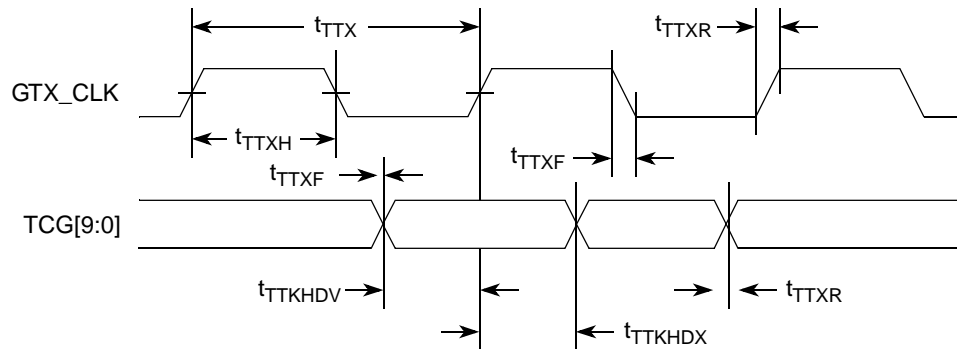 tTTX
tTTXR
GTX_CLK
tTTXH
tTTXF
tTTXF
TCG[9:0]
tTTKHDV
tTTXR
tTTKHDX